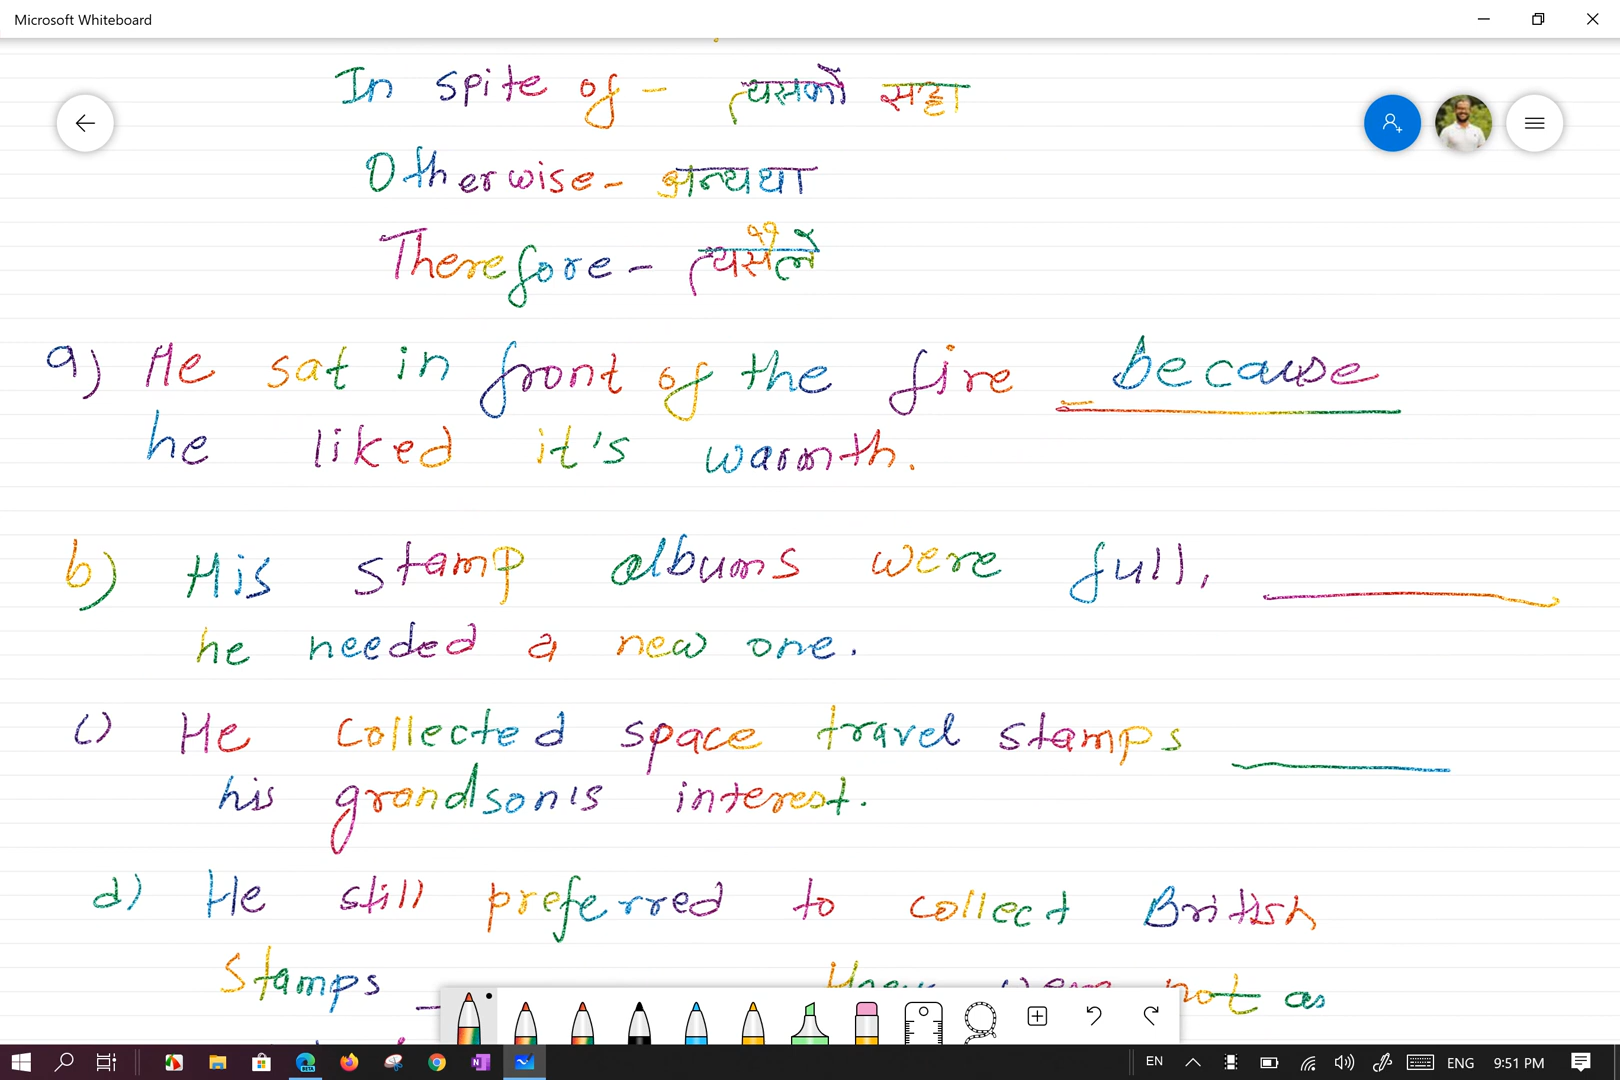 Microsoft Whiteboard
In spite of - त्यसको सट्टा
Otherwise - अन्यथा
Therefore - त्यसैले
a) He sat in front of the fire because
he liked it's warmth.
b) His stamp albums were full,
he needed a new one.
c) He collected space travel stamps
his grandson's interest.
d) He still preferred to collect British
Stamps
were not as
EN
ENG
9:51 PM